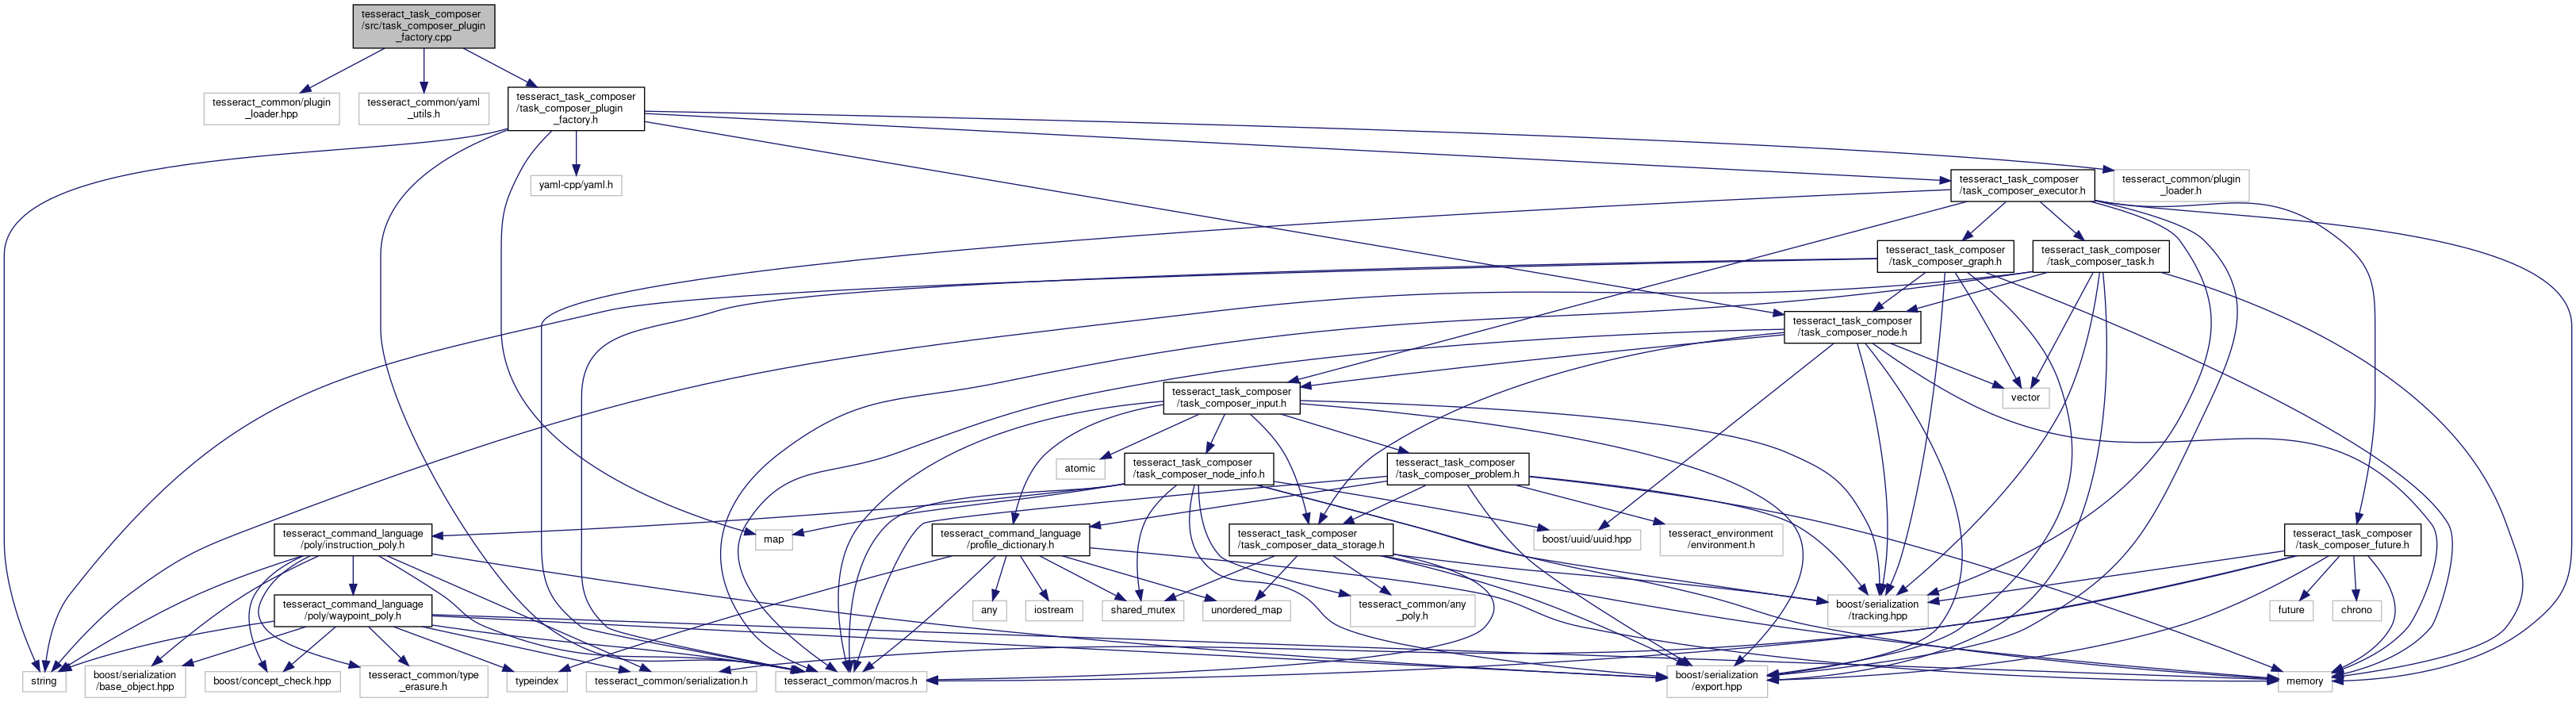 tesseract_task_composer
/src/task_composer_plugin
_factory.cpp
tesseract_common/plugin
_loader.hpp
tesseract_common/yaml
_utils.h
tesseract_task_composer
/task_composer_plugin
_factory.h
yaml-cpp/yaml.h
tesseract_task_composer
/task_composer_executor.h
tesseract_common/plugin
_loader.h
tesseract_task_composer
/task_composer_graph.h
tesseract_task_composer
/task_composer_task.h
tesseract_task_composer
/task_composer_node.h
tesseract_task_composer
/task_composer_input.h
vector
atomic
tesseract_task_composer
/task_composer_node_info.h
tesseract_task_composer
/task_composer_problem.h
tesseract_command_language
/poly/instruction_poly.h
map
tesseract_command_language
/profile_dictionary.h
tesseract_task_composer
/task_composer_data_storage.h
boost/uuid/uuid.hpp
tesseract_environment
/environment.h
tesseract_task_composer
/task_composer_future.h
tesseract_command_language
/poly/waypoint_poly.h
any
iostream
shared_mutex
unordered_map
tesseract_common/any
_poly.h
boost/serialization
/tracking.hpp
future
chrono
string
boost/serialization
/base_object.hpp
boost/concept_check.hpp
tesseract_common/type
_erasure.h
typeindex
tesseract_common/serialization.h
tesseract_common/macros.h
boost/serialization
/export.hpp
memory